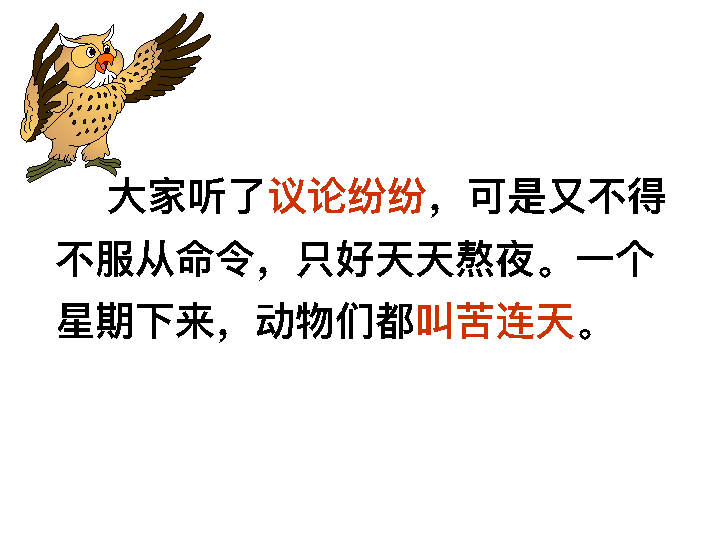 大家听了议论纷纷，可是又不得
不服从命令，只好天天熬夜。一个
星期下来，动物们都叫苦连天。